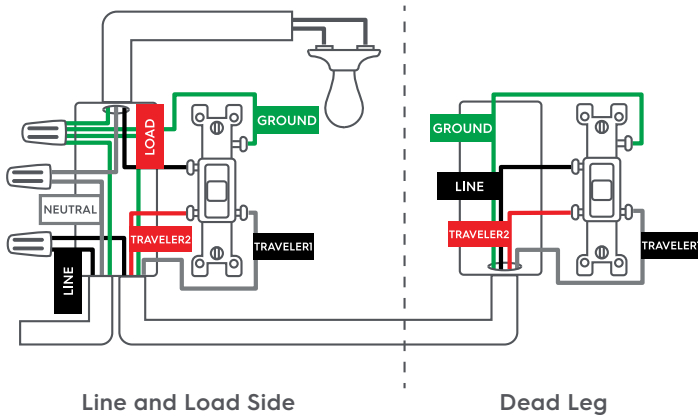 LOAD
GROUND
NEUTRAL
TRAVELER2
TRAVELER1
LINE
GROUND
LINE
TRAVELER2
TRAVELER1
Line and Load Side
Dead Leg